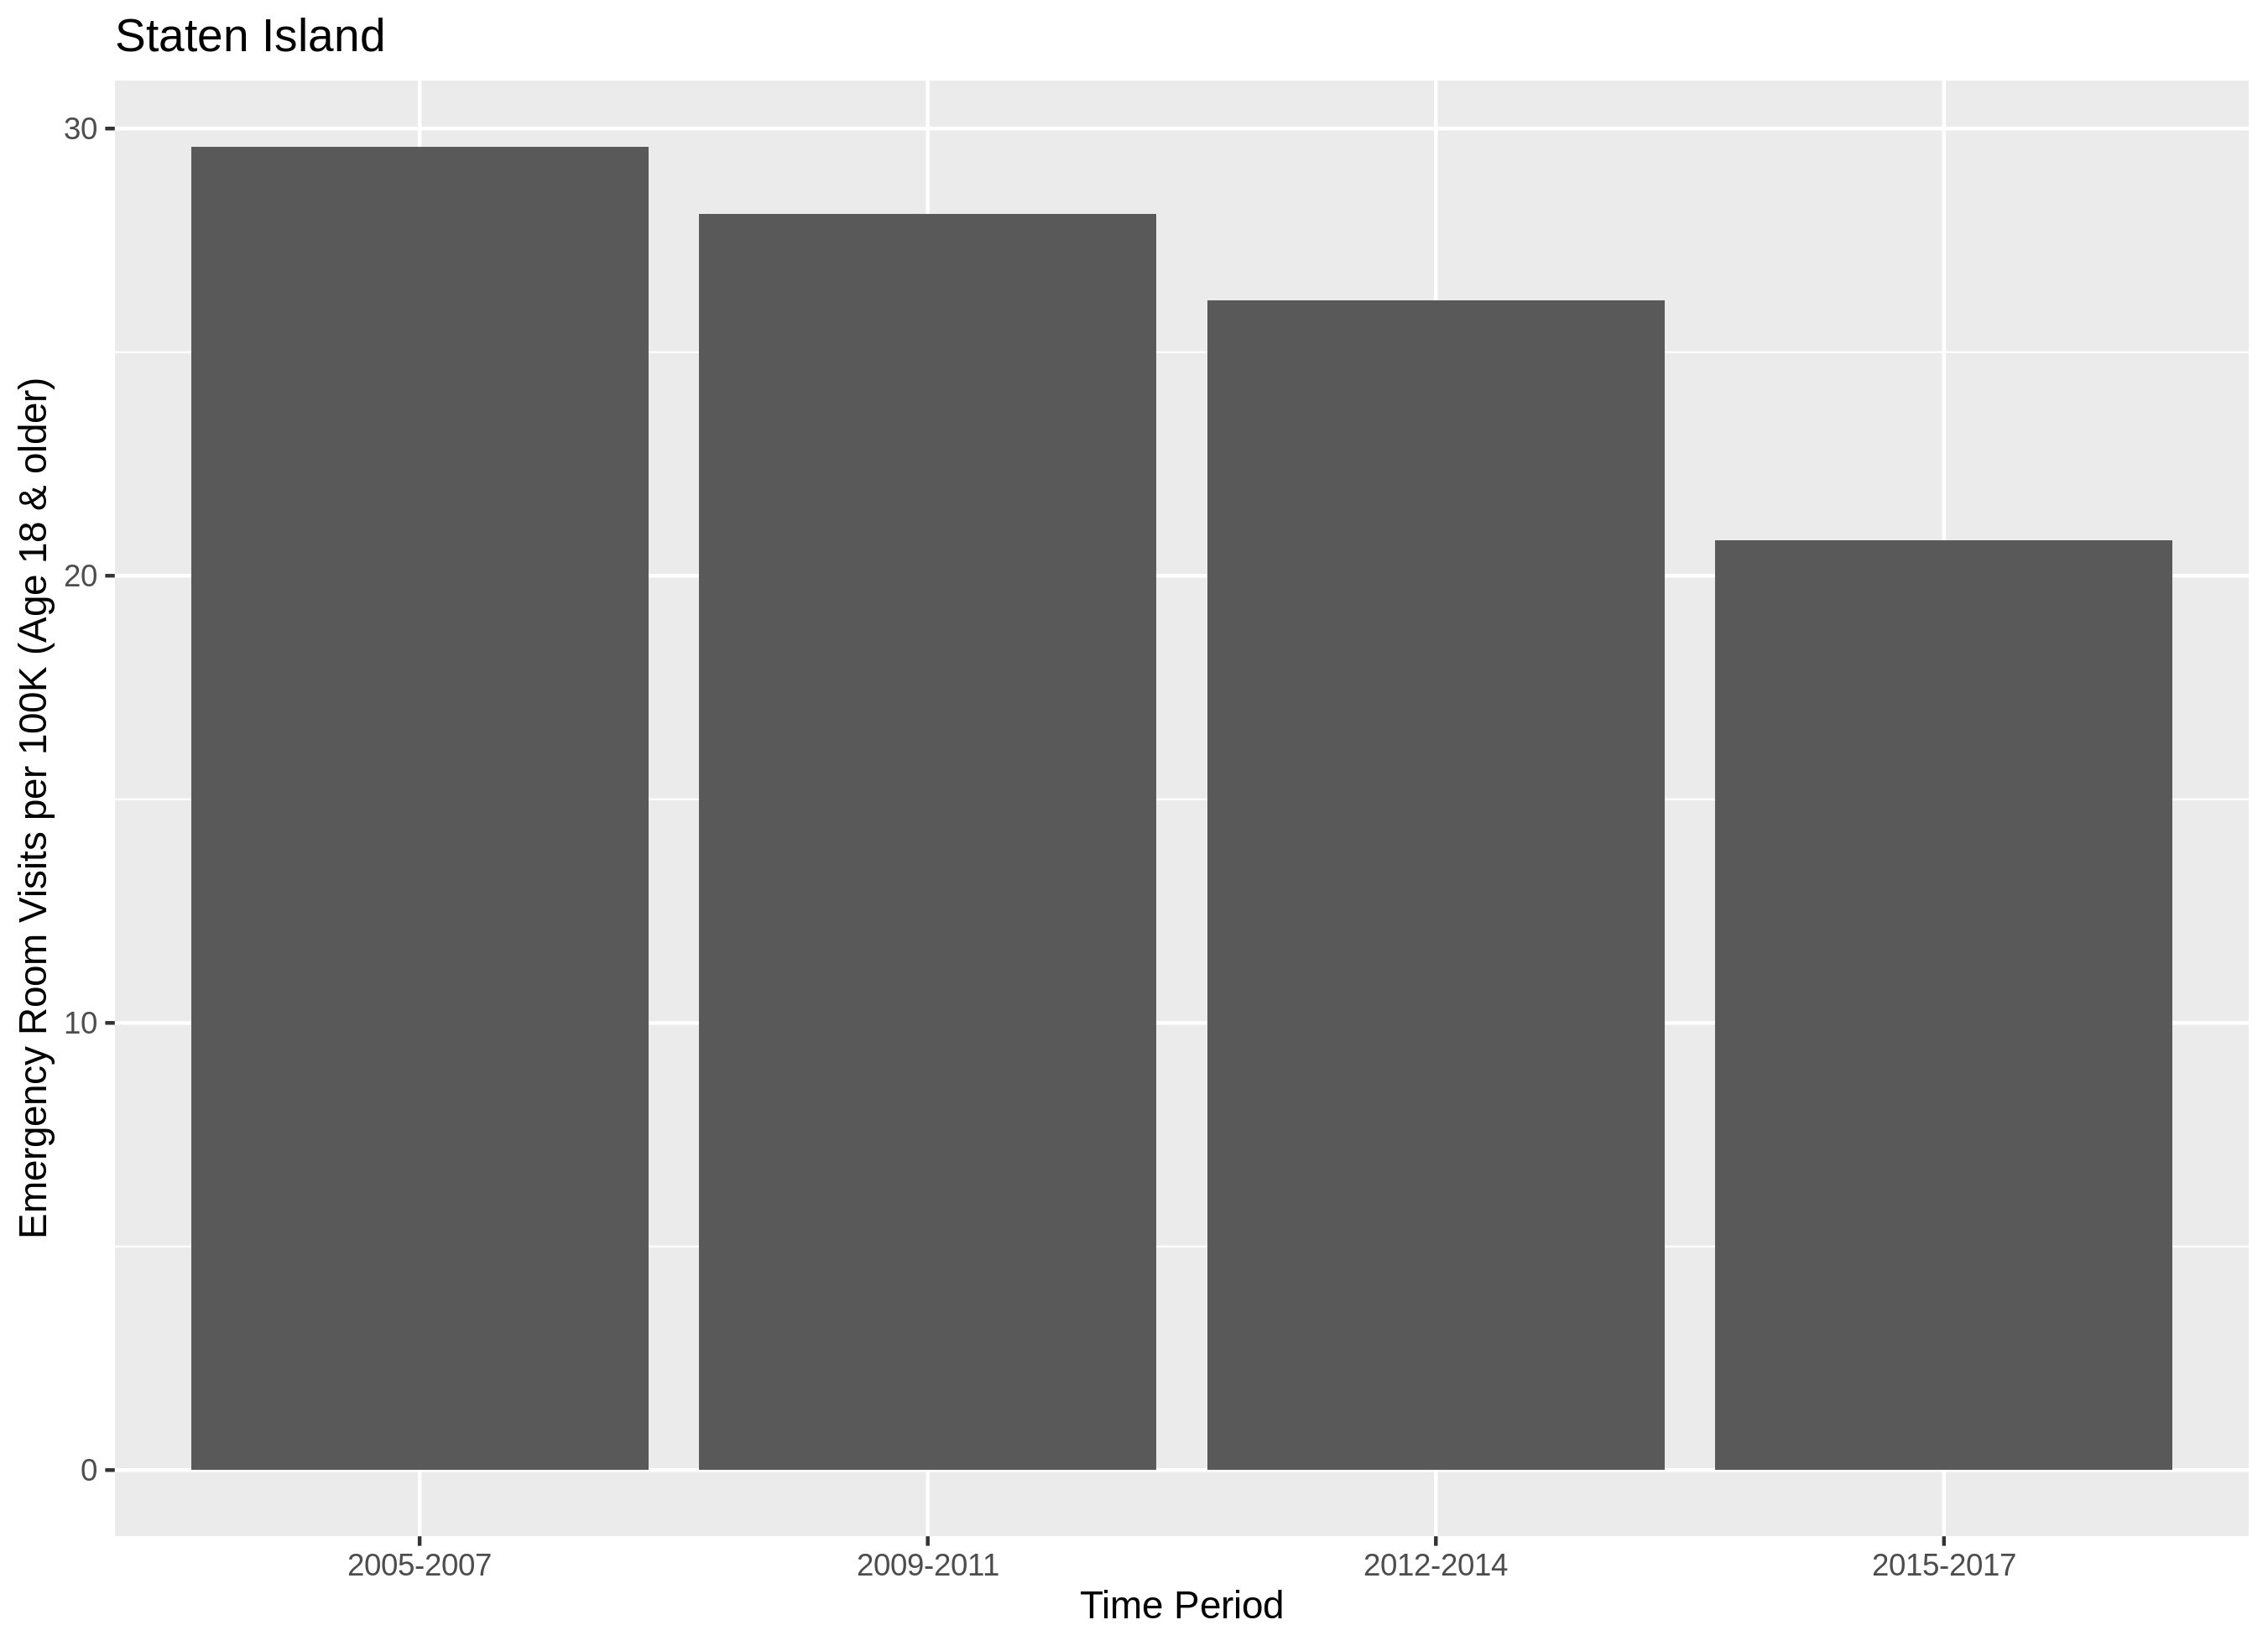 Staten Island
Emergency Room Visits per 100K (Age 18 & older)
30
20
10
0
2005-2007
2009-2011
2012-2014
2015-2017
Time Period